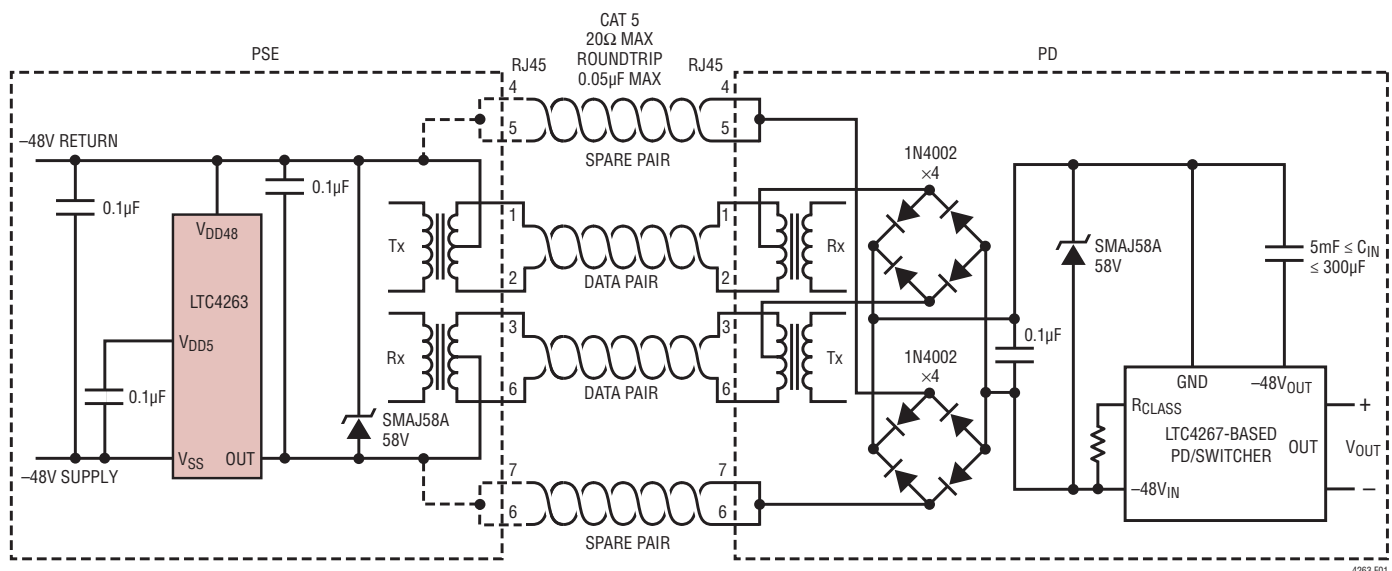 CAT 5
20Ω MAX
ROUNDTRIP
0.05µF MAX
PSE
RJ45
RJ45
PD
4
4
5
5
SPARE PAIR
–48V RETURN
1N4002
×4
0.1µF
0.1µF
VDD48
Tx
1
1
Rx
SMAJ58A
58V
5mF ≤ CIN
≤ 300µF
2
2
DATA PAIR
LTC4263
VDD5
Rx
3
3
Tx
0.1µF
1N4002
×4
0.1µF
6
6
DATA PAIR
SMAJ58A
58V
GND
–48VOUT
RCLASS
LTC4267-BASED
PD/SWITCHER
OUT
+
VOUT
–
VSS
OUT
–48V SUPPLY
–48VIN
7
7
6
6
SPARE PAIR
4263 F01